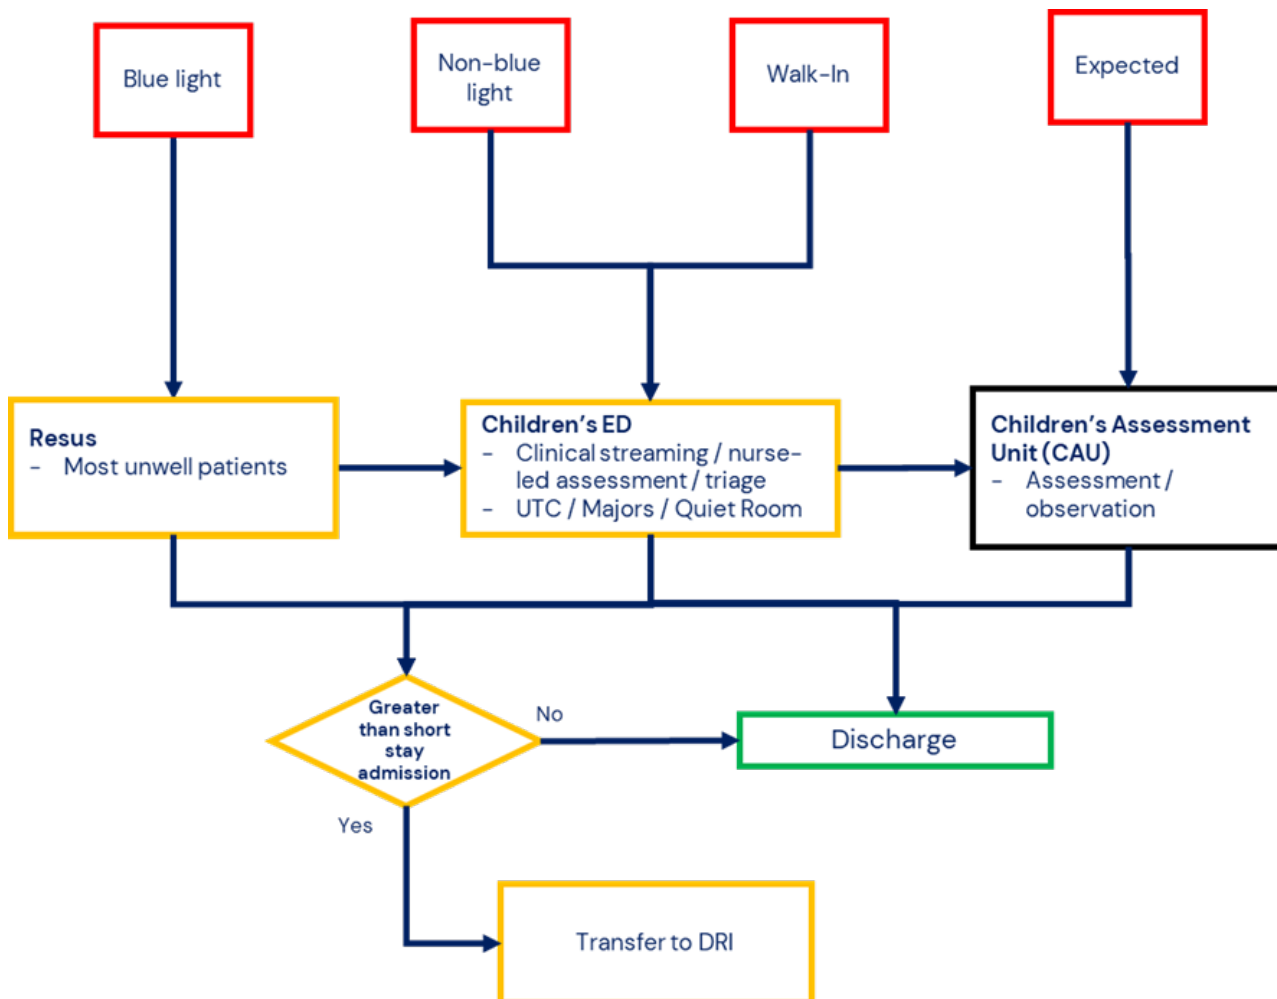 Blue light
Non-blue
light
Walk-In
Expected
Resus
- Most unwell patients
Children's ED
- Clinical streaming / nurse-
led assessment / triage
- UTC / Majors / Quiet Room
Children's Assessment
Unit (CAU)
- Assessment /
observation
Greater
than short
stay
admission
No
Discharge
Yes
Transfer to DRI